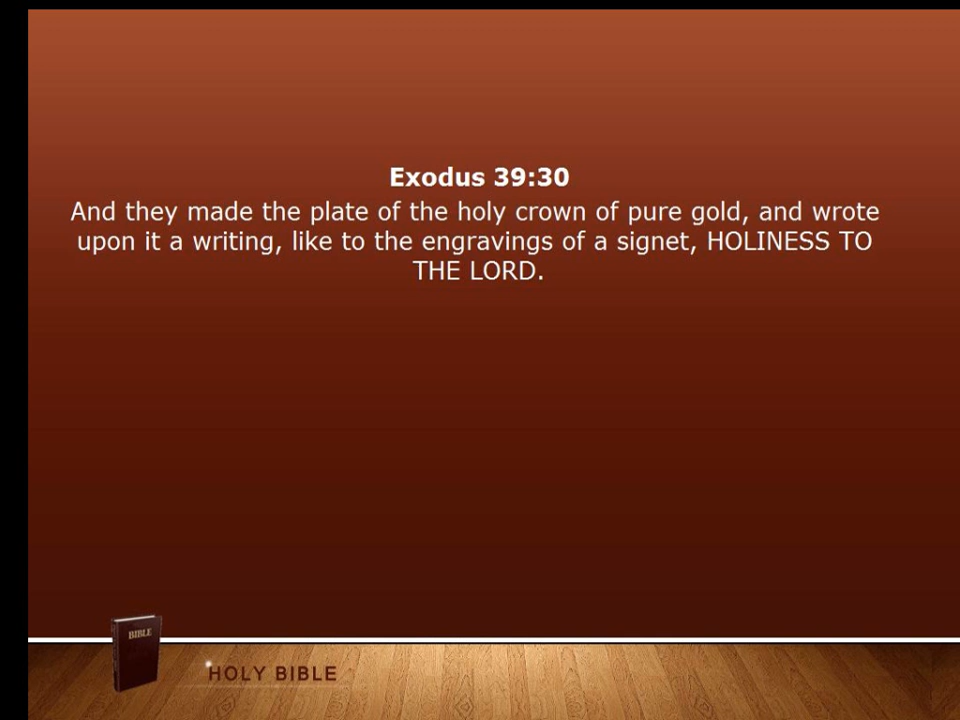 Exodus 39:30
And they made the plate of the holy crown of pure gold, and wrote
upon it a writing, like to the engravings of a signet, HOLINESS TO
THE LORD.
BIBLE
HOLY BIBLE